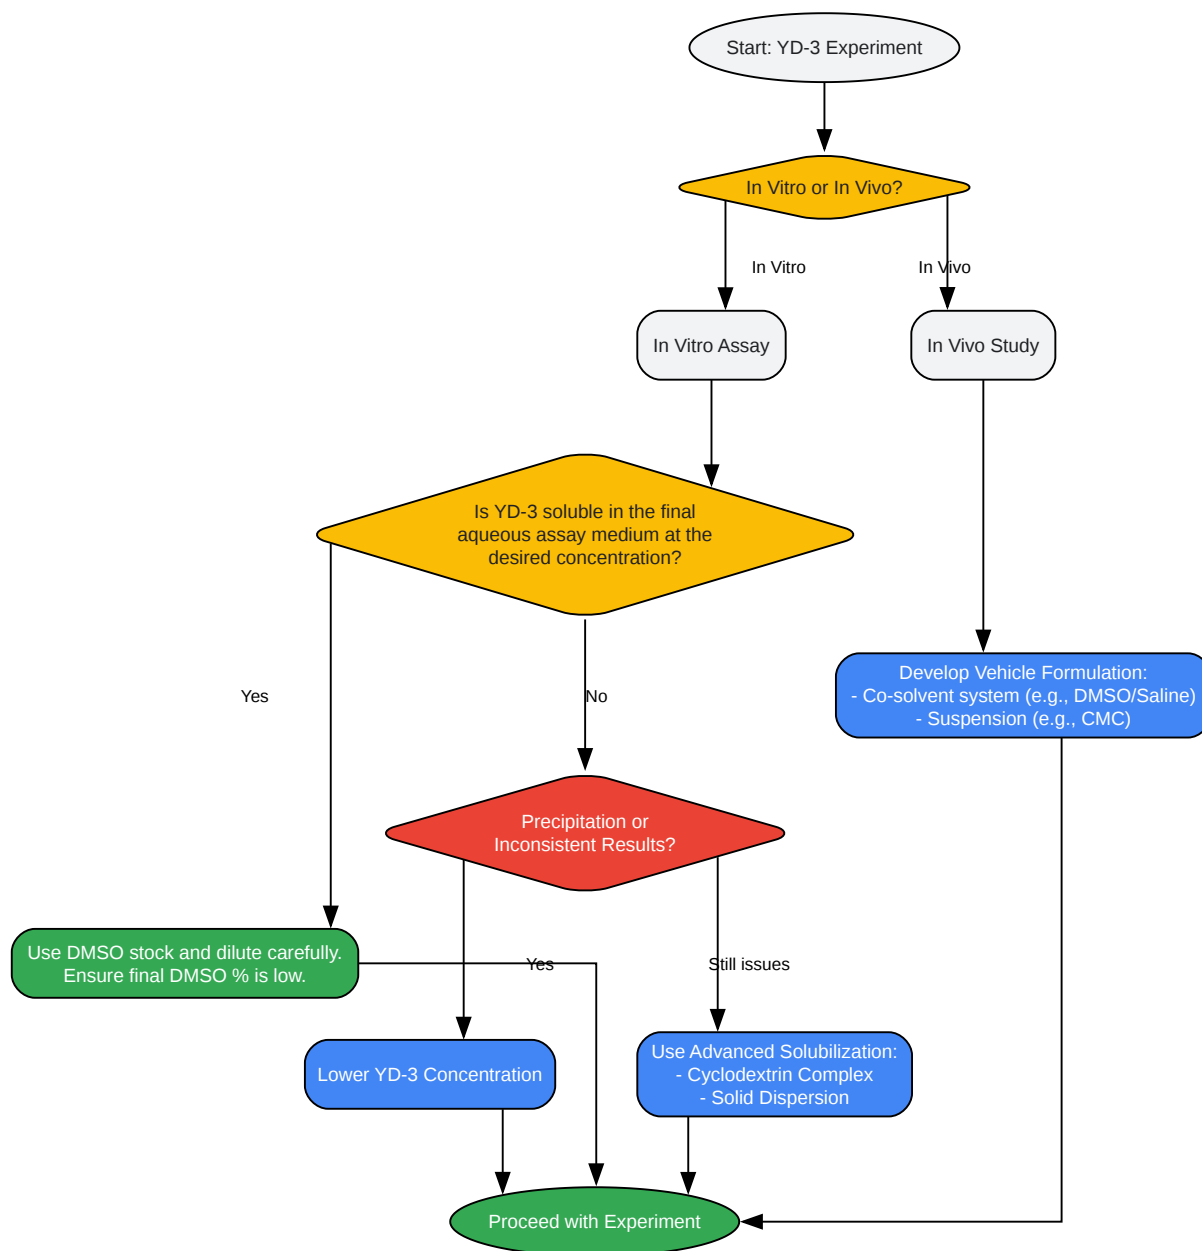 Start: YD-3 Experiment
In Vitro or In Vivo?
In Vitro
In Vivo
In Vitro Assay
In Vivo Study
Is YD-3 soluble in the final
aqueous assay medium at the
desired concentration?
Yes
No
Develop Vehicle Formulation:
- Co-solvent system (e.g., DMSO/Saline)
- Suspension (e.g., CMC)
Precipitation or
Inconsistent Results?
Use DMSO stock and dilute carefully.
Ensure final DMSO % is low.
Yes
Still issues
Lower YD-3 Concentration
Use Advanced Solubilization:
- Cyclodextrin Complex
- Solid Dispersion
Proceed with Experiment